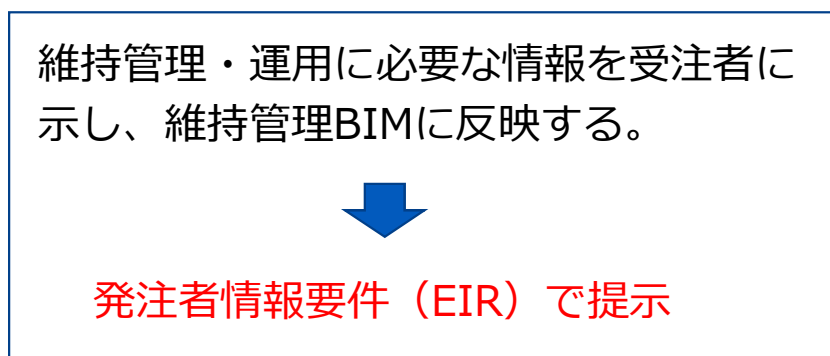 維持管理・運用に必要な情報を受注者に
示し、維持管理BIMに反映する。
発注者情報要件（EIR）で提示